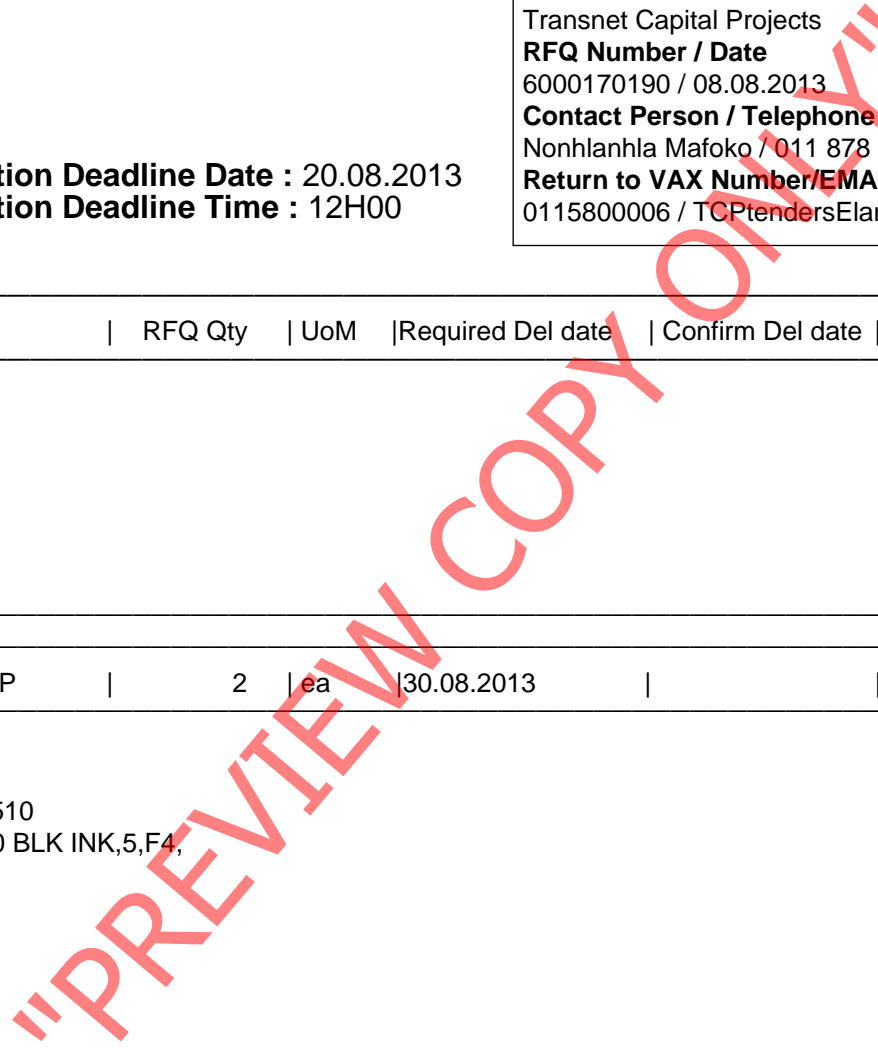 Transnet Capital Projects
RFQ Number / Date
6000170190 / 08.08.2013
Contact Person / Telephone
Nonhlanhla Mafoko / 011 878
Return to VAX Number/EMA
0115800006 / TCPtendersElan
tion Deadline Date : 20.08.2013
tion Deadline Time : 12H00
| RFQ Qty | UoM |Required Del date | Confirm Del date |
P | 2 | ea |30.08.2013 | |
510
0 BLK INK,5,F4,
"PREVIEW COPY ONLY"